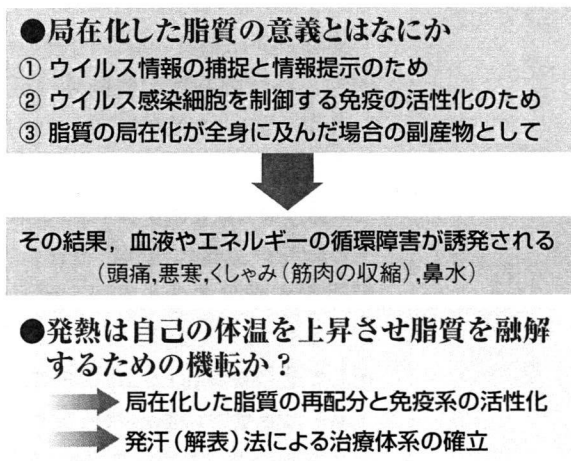 ●局在化した脂質の意義とはなにか
① ウイルス情報の捕捉と情報提示のため
② ウイルス感染細胞を制御する免疫の活性化のため
③ 脂質の局在化が全身に及んだ場合の副産物として
その結果，血液やエネルギーの循環障害が誘発される
（頭痛,悪寒,くしゃみ（筋肉の収縮）,鼻水）
●発熱は自己の体温を上昇させ脂質を融解
するための機転か？
局在化した脂質の再配分と免疫系の活性化
発汗（解表）法による治療体系の確立